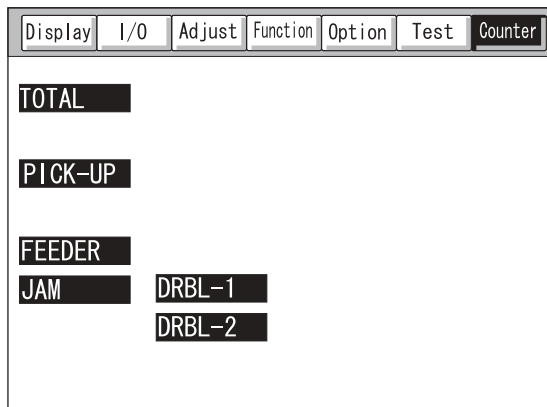 Display I/O Adjust Function Option Test Counter
TOTAL
PICK-UP
FEEDER
JAM DRBL-1
DRBL-2